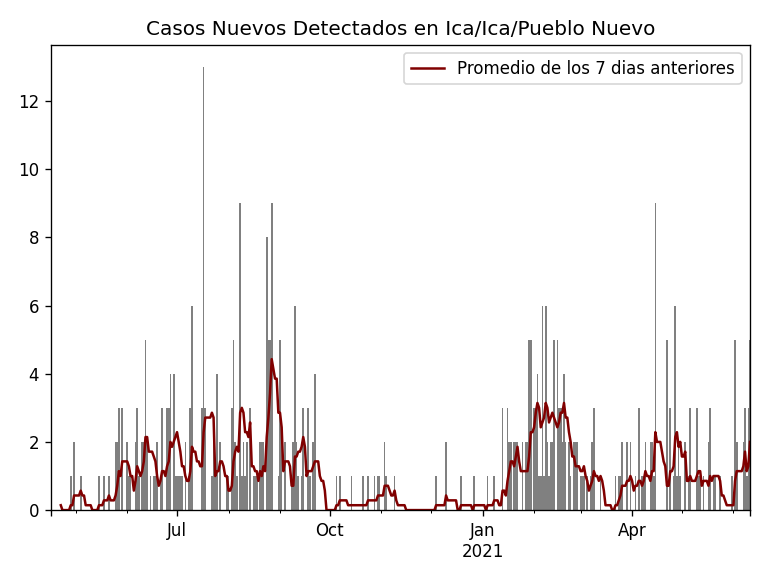 Casos Nuevos Detectados en Ica/Ica/Pueblo Nuevo
Promedio de los 7 dias anteriores
12
10
8
6
4
2
0
Jul
Oct
Jan
2021
Apr